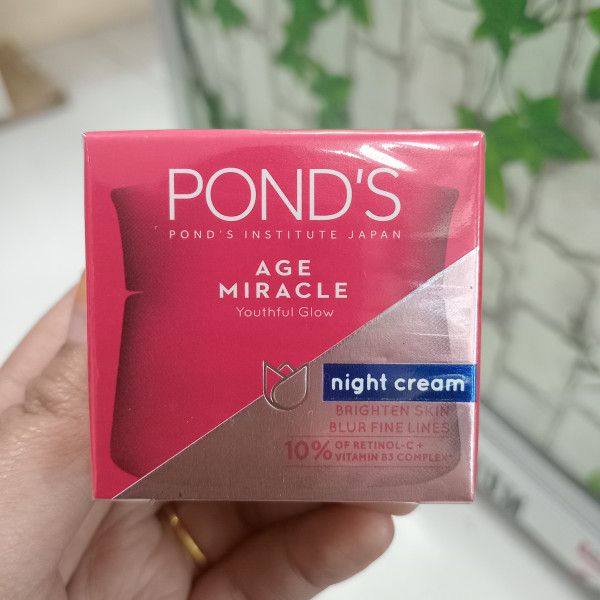 POND'S
POND'S INSTITUTE JAPAN
AGE
MIRACLE
Youthful Glow
night cream
BRIGHTEN SKIN
BLUR FINE LINES
10% OF RETINOL-C +
VITAMIN B3 COMPLEX*